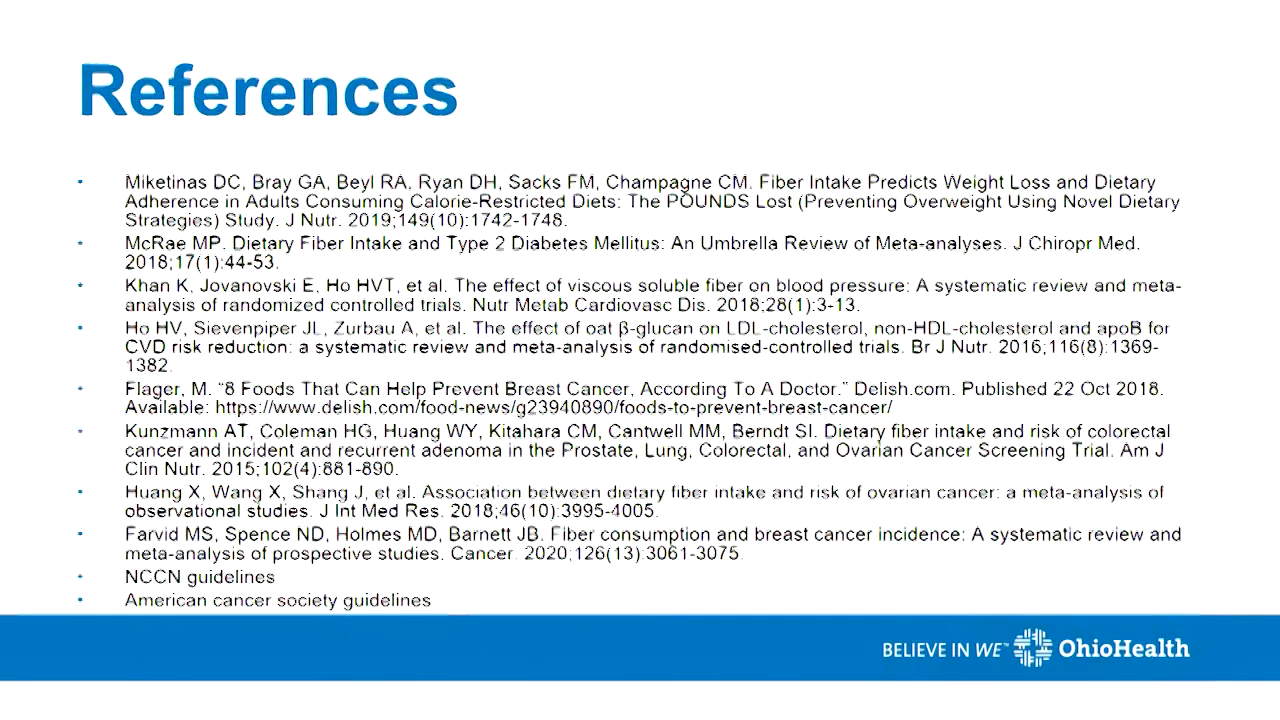 References
• Miketinas DC, Bray GA, Beyl RA, Ryan DH, Sacks FM, Champagne CM. Fiber Intake Predicts Weight Loss and Dietary
Adherence in Adults Consuming Calorie-Restricted Diets: The POUNDS Lost (Preventing Overweight Using Novel Dietary
Strategies) Study. J Nutr. 2019;149(10):1742-1748.
• McRae MP. Dietary Fiber Intake and Type 2 Diabetes Mellitus: An Umbrella Review of Meta-analyses. J Chiropr Med.
2018;17(1):44-53.
• Khan K, Jovanovski E, Ho HVT, et al. The effect of viscous soluble fiber on blood pressure: A systematic review and meta-
analysis of randomized controlled trials. Nutr Metab Cardiovasc Dis. 2018;28(1):3-13.
• Ho HV, Sievenpiper JL, Zurbau A, et al. The effect of oat β-glucan on LDL-cholesterol, non-HDL-cholesterol and apoB for
CVD risk reduction: a systematic review and meta-analysis of randomised-controlled trials. Br J Nutr. 2016;116(8):1369-
1382.
• Flager, M. “8 Foods That Can Help Prevent Breast Cancer, According To A Doctor.” Delish.com. Published 22 Oct 2018.
Available: https://www.delish.com/food-news/g23940890/foods-to-prevent-breast-cancer/
• Kunzmann AT, Coleman HG, Huang WY, Kitahara CM, Cantwell MM, Berndt SI. Dietary fiber intake and risk of colorectal
cancer and incident and recurrent adenoma in the Prostate, Lung, Colorectal, and Ovarian Cancer Screening Trial. Am J
Clin Nutr. 2015;102(4):881-890.
• Huang X, Wang X, Shang J, et al. Association between dietary fiber intake and risk of ovarian cancer: a meta-analysis of
observational studies. J Int Med Res. 2018;46(10):3995-4005.
• Farvid MS, Spence ND, Holmes MD, Barnett JB. Fiber consumption and breast cancer incidence: A systematic review and
meta-analysis of prospective studies. Cancer. 2020;126(13):3061-3075.
• NCCN guidelines
• American cancer society guidelines
BELIEVE IN WE™ OhioHealth